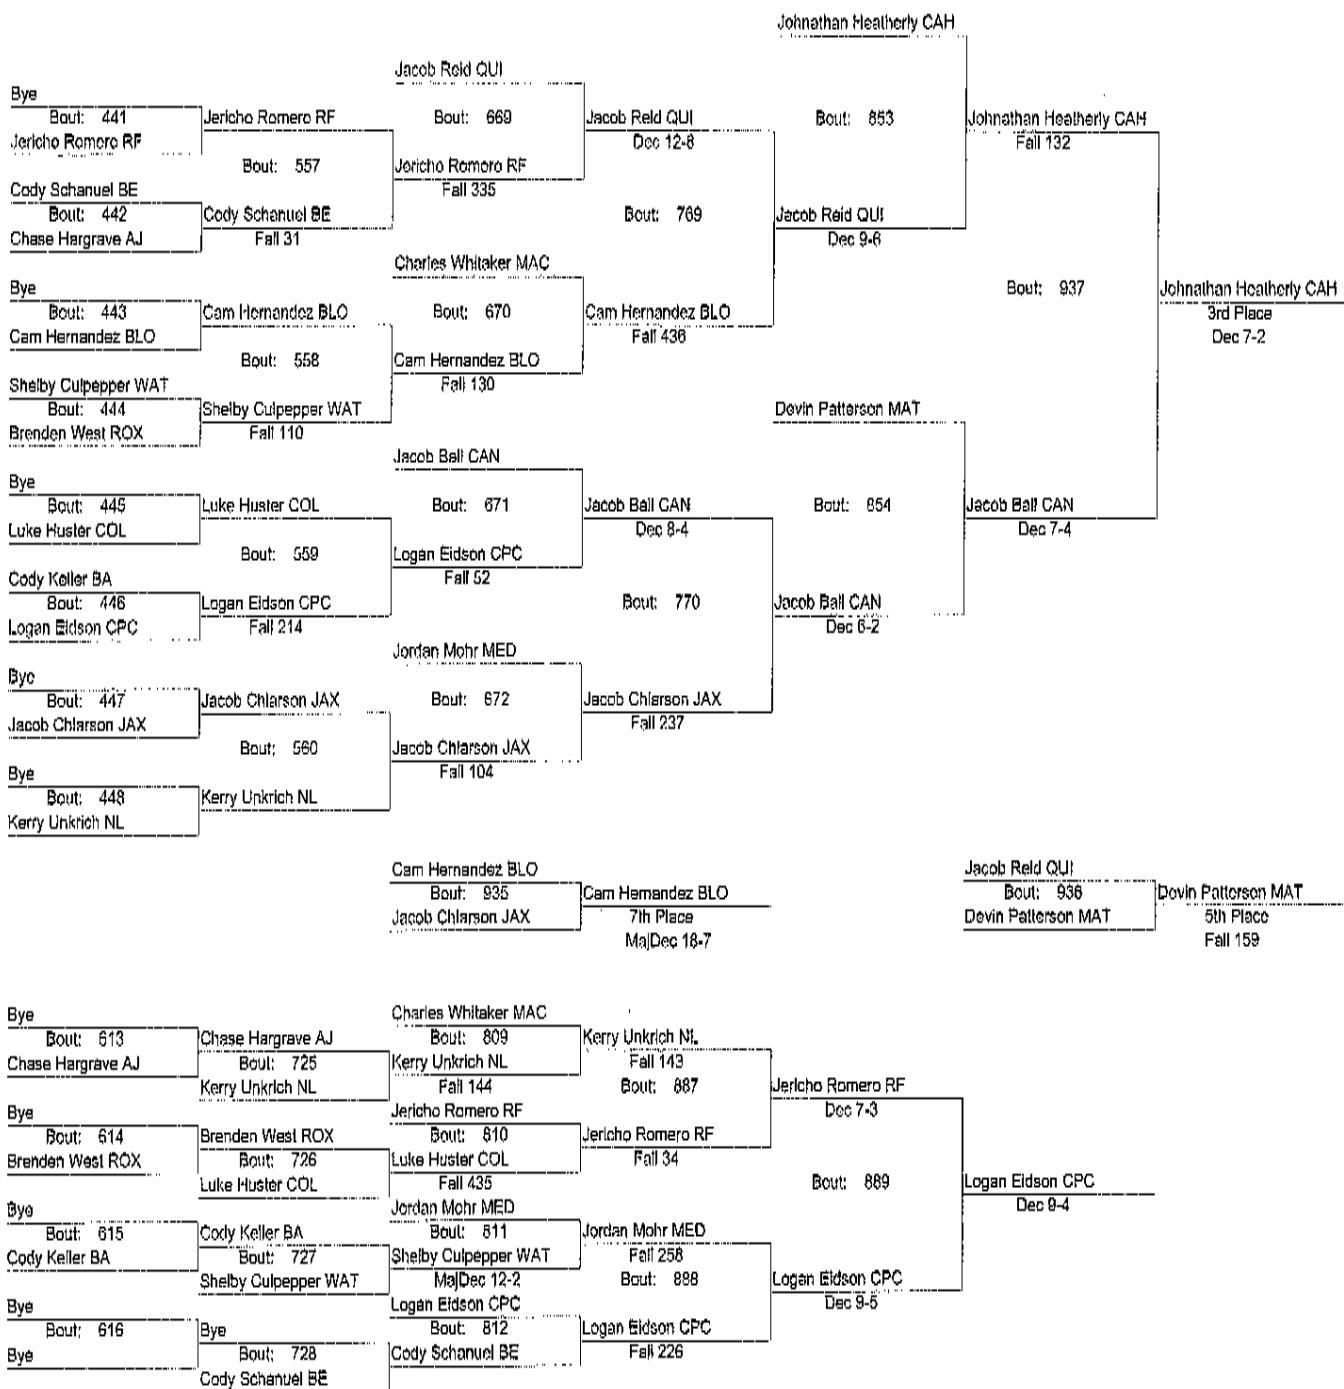 Johnathan Heatherly CAH
Jacob Reid QUI
Bye
Bout: 441
Jericho Romero RF
Jericho Romero RF
Bout: 669
Jacob Reid QUI
Dec 12-8
Bout: 853
Johnathan Heatherly CAH
Fall 132
Bout: 557
Jericho Romero RF
Fall 335
Cody Schanuel BE
Bout: 442
Chase Hargrave AJ
Cody Schanuel BE
Fall 31
Bout: 769
Jacob Reid QUI
Dec 9-6
Charles Whitaker MAC
Bye
Bout: 443
Cam Hernandez BLO
Cam Hernandez BLO
Bout: 670
Cam Hernandez BLO
Fall 436
Bout: 937
Johnathan Heatherly CAH
3rd Place
Dec 7-2
Bout: 558
Cam Hernandez BLO
Fall 130
Shelby Culpepper WAT
Bout: 444
Brenden West ROX
Shelby Culpepper WAT
Fall 110
Devin Patterson MAT
Jacob Ball CAN
Bye
Bout: 445
Luke Huster COL
Luke Huster COL
Bout: 671
Jacob Ball CAN
Dec 8-4
Bout: 854
Jacob Ball CAN
Dec 7-4
Bout: 559
Logan Eidson CPC
Fall 52
Cody Keller BA
Bout: 446
Logan Eidson CPC
Logan Eidson CPC
Fall 214
Bout: 770
Jacob Ball CAN
Dec 6-2
Jordan Mohr MED
Bye
Bout: 447
Jacob Chiarson JAX
Jacob Chiarson JAX
Bout: 672
Jacob Chiarson JAX
Fall 237
Bout: 560
Jacob Chiarson JAX
Fall 104
Bye
Bout: 448
Kerry Unkrich NL
Kerry Unkrich NL
Cam Hernandez BLO
Bout: 935
Jacob Chiarson JAX
Cam Hernandez BLO
7th Place
MajDec 18-7
Jacob Reid QUI
Bout: 936
Devin Patterson MAT
Devin Patterson MAT
5th Place
Fall 159
Bye
Bout: 613
Chase Hargrave AJ
Chase Hargrave AJ
Bout: 725
Kerry Unkrich NL
Charles Whitaker MAC
Bout: 809
Kerry Unkrich NL
Fall 144
Kerry Unkrich NL
Fall 143
Bout: 887
Jericho Romero RF
Dec 7-3
Bye
Bout: 614
Brenden West ROX
Brenden West ROX
Bout: 726
Luke Huster COL
Jericho Romero RF
Bout: 810
Luke Huster COL
Fall 435
Jericho Romero RF
Fall 34
Bout: 889
Logan Eidson CPC
Dec 9-4
Bye
Bout: 615
Cody Keller BA
Cody Keller BA
Bout: 727
Shelby Culpepper WAT
Jordan Mohr MED
Bout: 811
Shelby Culpepper WAT
MajDec 12-2
Jordan Mohr MED
Fall 258
Bout: 888
Logan Eidson CPC
Dec 9-5
Bye
Bout: 616
Bye
Bye
Bout: 728
Cody Schanuel BE
Logan Eidson CPC
Bout: 812
Cody Schanuel BE
Logan Eidson CPC
Fall 226